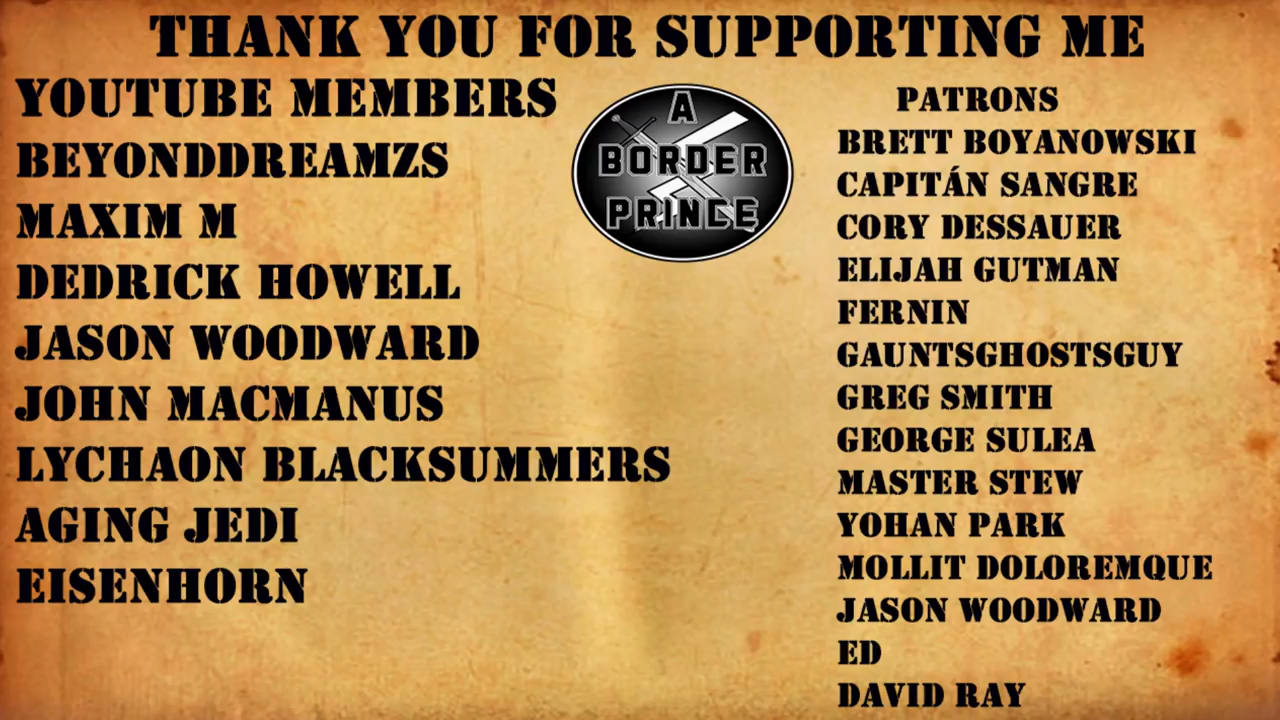 THANK YOU FOR SUPPORTING ME
YOUTUBE MEMBERS
BEYONDDREAMZS
MAXIM M
DEDRICK HOWELL
JASON WOODWARD
JOHN MACMANUS
LYCHAON BLACKSUMMERS
AGING JEDI
EISENHORN
A
BORDER
PRINCE
PATRONS
BRETT BOYANOWSKI
CAPITÁN SANGRE
CORY DESSAUER
ELIJAH GUTMAN
FERNIN
GAUNTSGHOSTSGUY
GREG SMITH
GEORGE SULEA
MASTER STEW
YOHAN PARK
MOLLIT DOLOREMQUE
JASON WOODWARD
ED
DAVID RAY